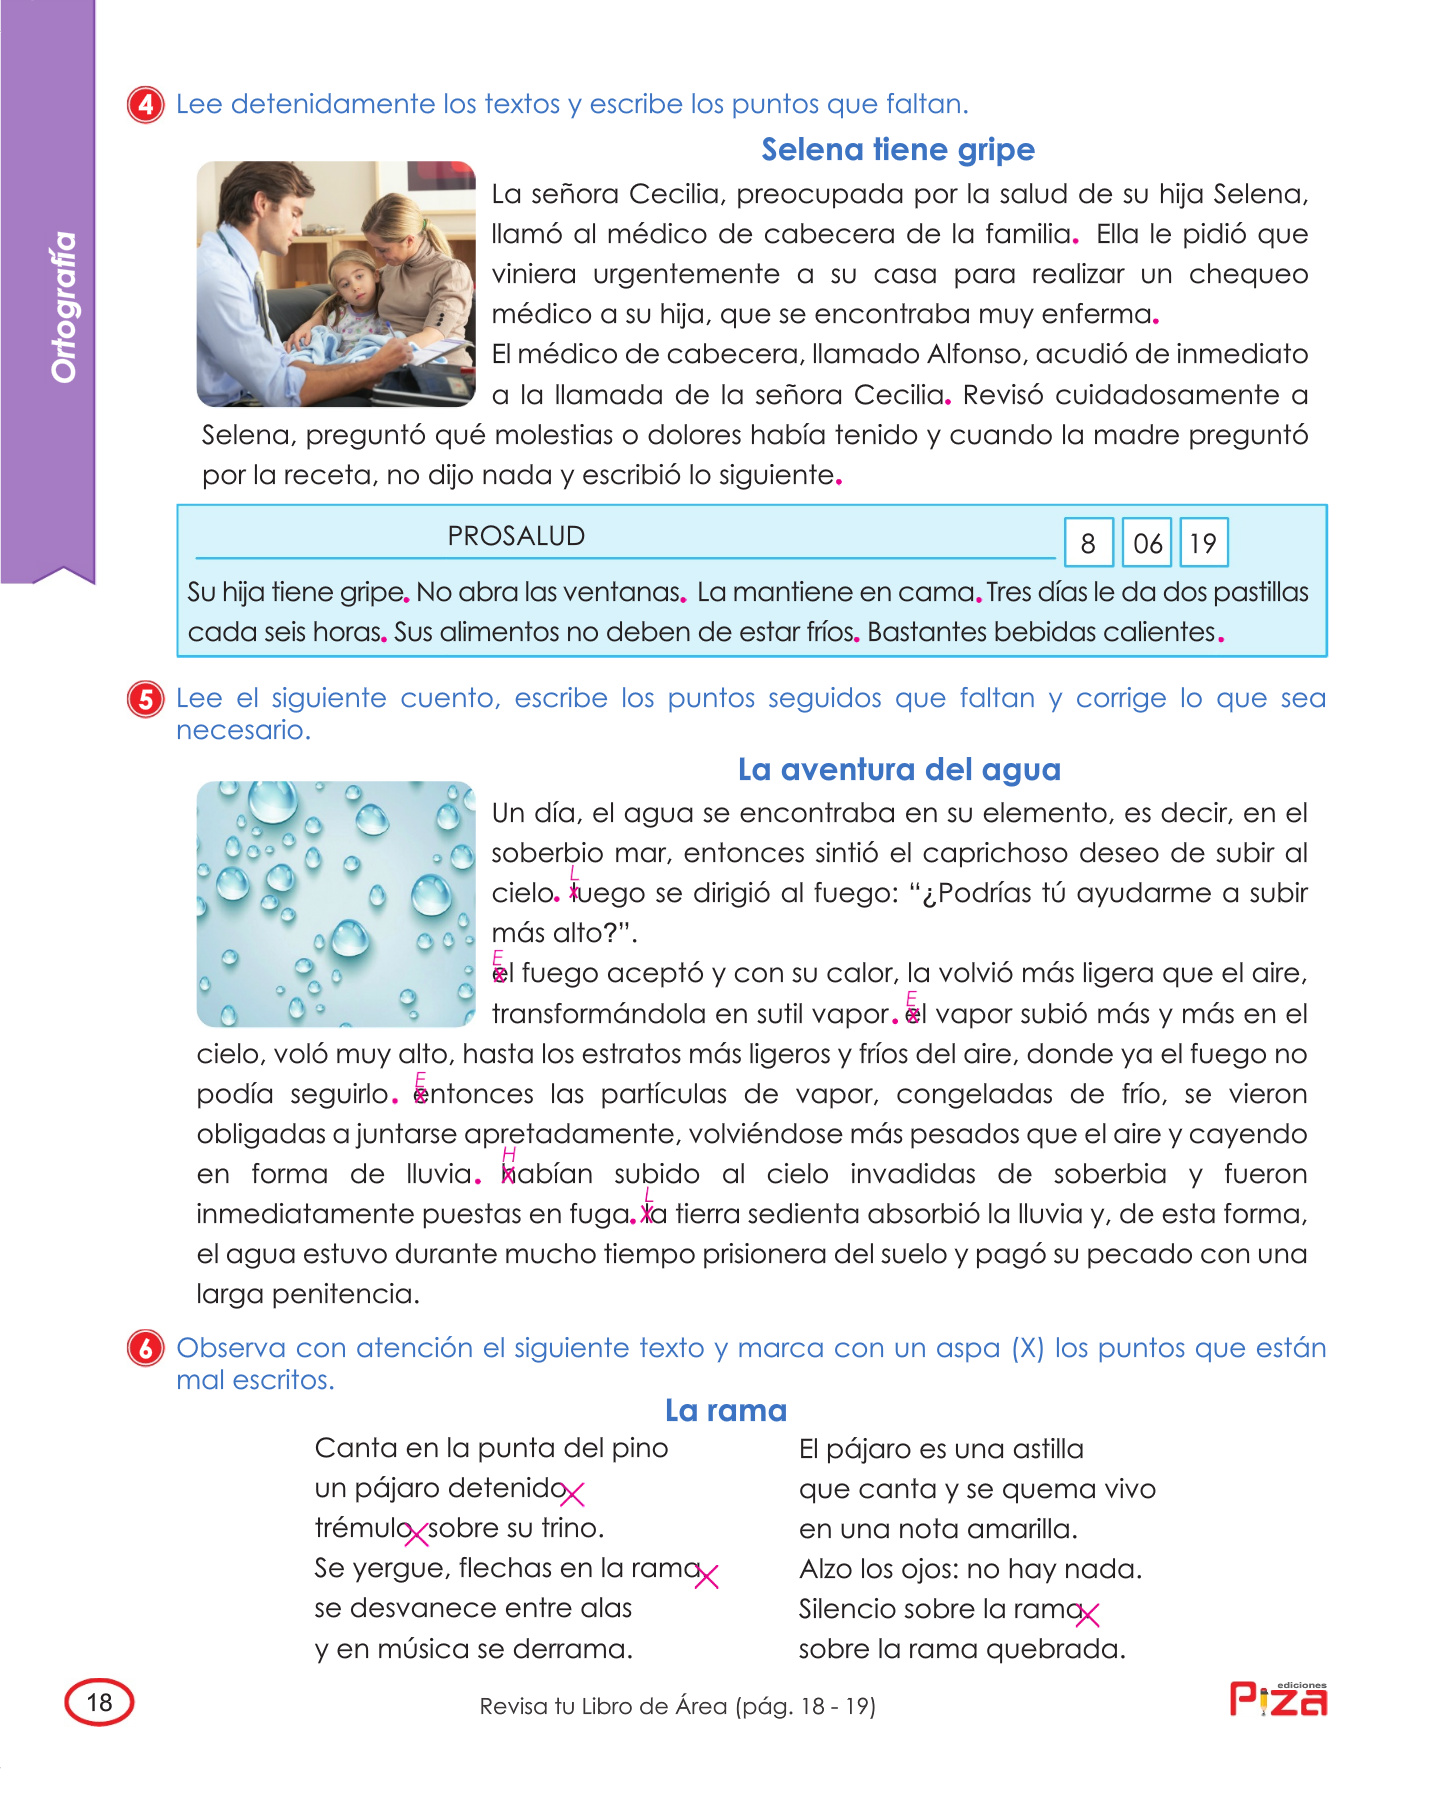 Ortografía
4 Lee detenidamente los textos y escribe los puntos que faltan.
Selena tiene gripe
La señora Cecilia, preocupada por la salud de su hija Selena,
llamó al médico de cabecera de la familia. Ella le pidió que
viniera urgentemente a su casa para realizar un chequeo
médico a su hija, que se encontraba muy enferma.
El médico de cabecera, llamado Alfonso, acudió de inmediato
a la llamada de la señora Cecilia. Revisó cuidadosamente a
Selena, preguntó qué molestias o dolores había tenido y cuando la madre preguntó
por la receta, no dijo nada y escribió lo siguiente.
PROSALUD 8 06 19
Su hija tiene gripe. No abra las ventanas. La mantiene en cama. Tres días le da dos pastillas
cada seis horas. Sus alimentos no deben de estar fríos. Bastantes bebidas calientes.
5 Lee el siguiente cuento, escribe los puntos seguidos que faltan y corrige lo que sea
necesario.
La aventura del agua
Un día, el agua se encontraba en su elemento, es decir, en el
soberbio mar, entonces sintió el caprichoso deseo de subir al
L
cielo. luego se dirigió al fuego: “¿Podrías tú ayudarme a subir
más alto?”.
E
el fuego aceptó y con su calor, la volvió más ligera que el aire,
E
transformándola en sutil vapor. el vapor subió más y más en el
cielo, voló muy alto, hasta los estratos más ligeros y fríos del aire, donde ya el fuego no
E
podía seguirlo. entonces las partículas de vapor, congeladas de frío, se vieron
obligadas a juntarse apretadamente, volviéndose más pesados que el aire y cayendo
H
en forma de lluvia. habían subido al cielo invadidas de soberbia y fueron
L
inmediatamente puestas en fuga. la tierra sedienta absorbió la lluvia y, de esta forma,
el agua estuvo durante mucho tiempo prisionera del suelo y pagó su pecado con una
larga penitencia.
6 Observa con atención el siguiente texto y marca con un aspa (X) los puntos que están
mal escritos.
La rama
Canta en la punta del pino
un pájaro detenido. X
trémulo. X sobre su trino.
Se yergue, flechas en la rama. X
se desvanece entre alas
y en música se derrama.
El pájaro es una astilla
que canta y se quema vivo
en una nota amarilla.
Alzo los ojos: no hay nada.
Silencio sobre la rama. X
sobre la rama quebrada.
18
Revisa tu Libro de Área (pág. 18 - 19)
ediciones
Piza